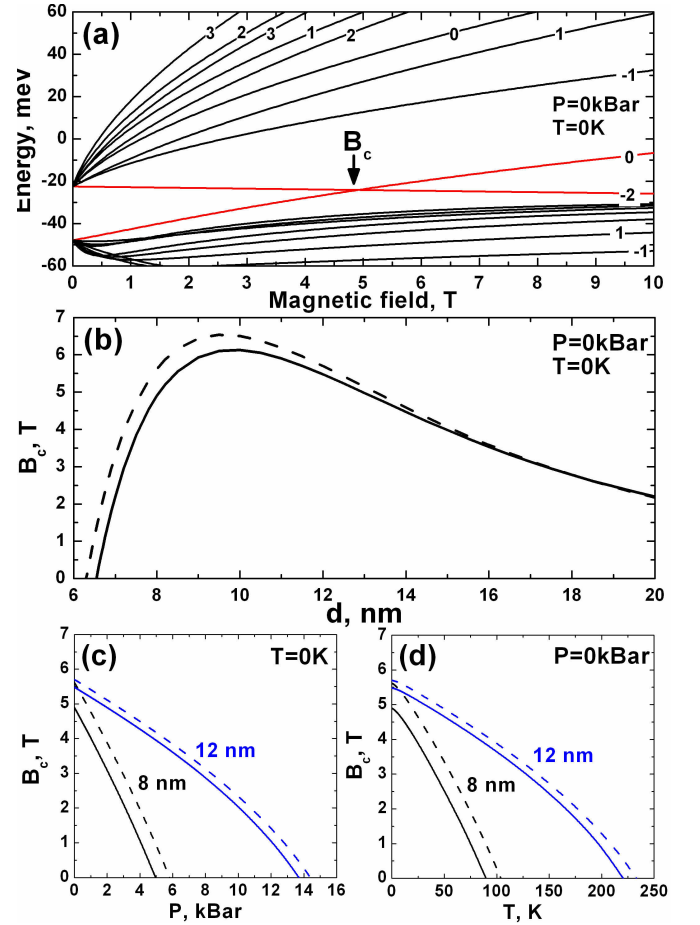 (a)
3 2 3 1 2 0 1
-1
P=0kBar
T=0K
B_c
0
-2
1
-1
60
40
20
0
-20
-40
-60
Energy, mev
0 1 2 3 4 5 6 7 8 9 10
Magnetic field, T
(b)
P=0kBar
T=0K
7
6
5
4
3
2
1
0
B_c, T
6 8 10 12 14 16 18 20
d, nm
(c)
T=0K
12 nm
8 nm
7
6
5
4
3
2
1
0
B_c, T
0 2 4 6 8 10 12 14 16
P, kBar
(d)
P=0kBar
12 nm
8 nm
7
6
5
4
3
2
1
0
B_c, T
0 50 100 150 200 250
T, K